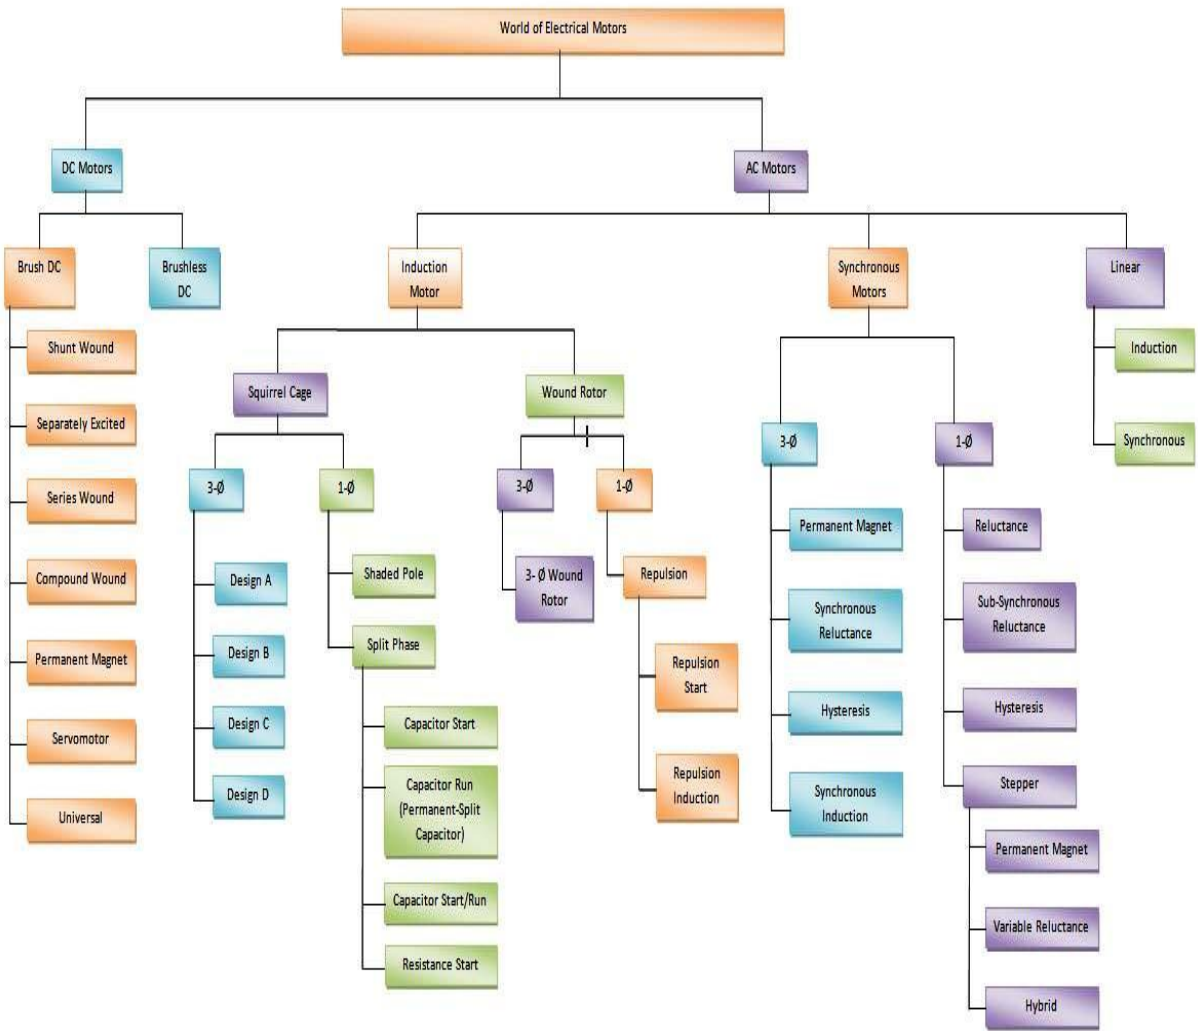 World of Electrical Motors
DC Motors
AC Motors
Brush DC
Brushless
DC
Induction
Motor
Synchronous
Motors
Linear
Shunt Wound
Separately Excited
Series Wound
Compound Wound
Permanent Magnet
Servomotor
Universal
Squirrel Cage
Wound Rotor
3-Ø
1-Ø
Design A
Design B
Design C
Design D
Shaded Pole
Split Phase
Capacitor Start
Capacitor Run
(Permanent-Split
Capacitor)
Capacitor Start/Run
Resistance Start
3-Ø
1-Ø
3- Ø Wound
Rotor
Repulsion
Repulsion
Start
Repulsion
Induction
3-Ø
1-Ø
Permanent Magnet
Synchronous
Reluctance
Hysteresis
Synchronous
Induction
Reluctance
Sub-Synchronous
Reluctance
Hysteresis
Stepper
Permanent Magnet
Variable Reluctance
Hybrid
Induction
Synchronous